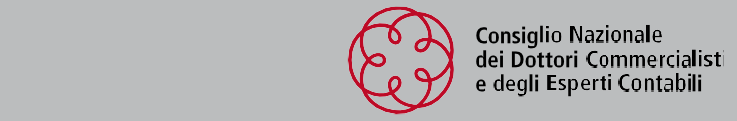 Consiglio Nazionale
dei Dottori Commercialisti
e degli Esperti Contabili